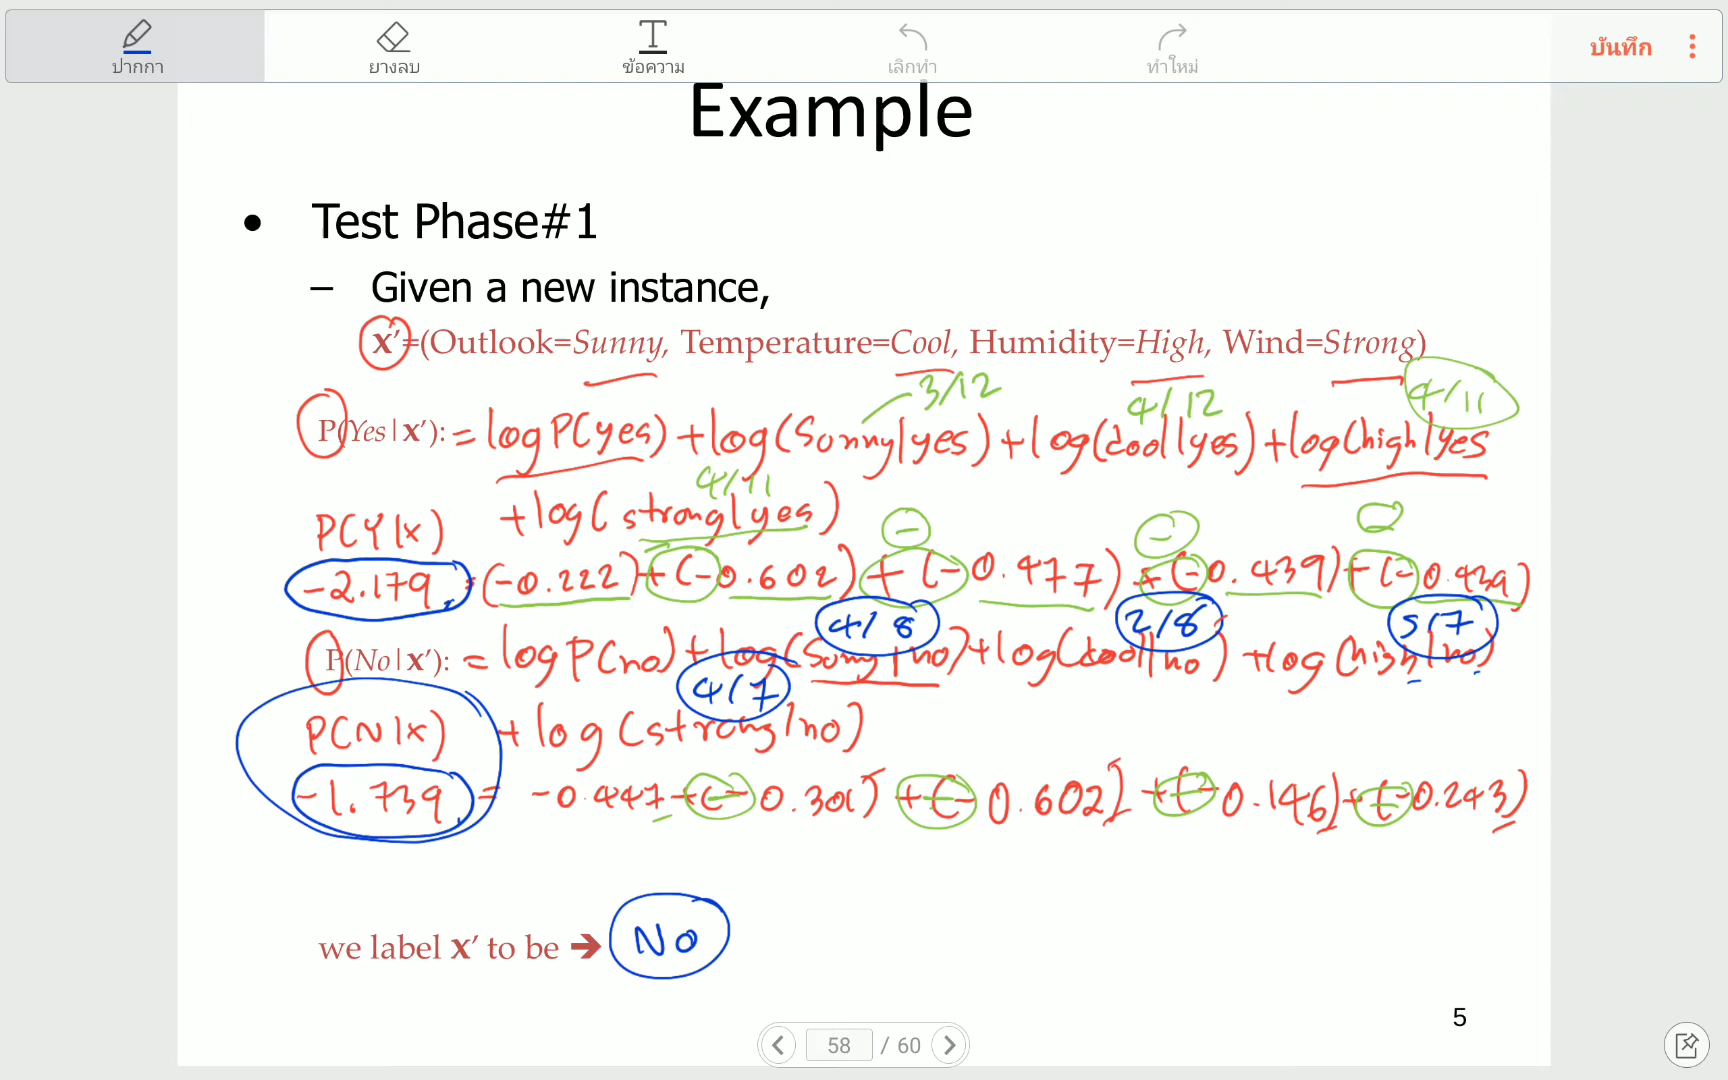 ปากกา ยางลบ ข้อความ เลิกทำ ทำใหม่ บันทึก
Example
• Test Phase#1
– Given a new instance,
x′=(Outlook=Sunny, Temperature=Cool, Humidity=High, Wind=Strong)
3/12 4/12 4/11
P(Yes|x′): = log P(yes) + log(Sunny|yes) + log(cool|yes) + log(high|yes
4/11
+ log(strong|yes)
P(Y|x)
− − −
-2.179 = (-0.222) + (-0.602) + (-0.477) + (-0.439) + (-0.439)
4/8 2/8 5/7
P(No|x′): = log P(no) + log(Sunny|no) + log(cool|no) + log(high|no)
4/7
P(N|x) + log(strong|no)
-1.739 = -0.447 + (-0.301) + (-0.602) + (-0.146) + (-0.243)
we label x′ to be ➔ No
5
58 / 60